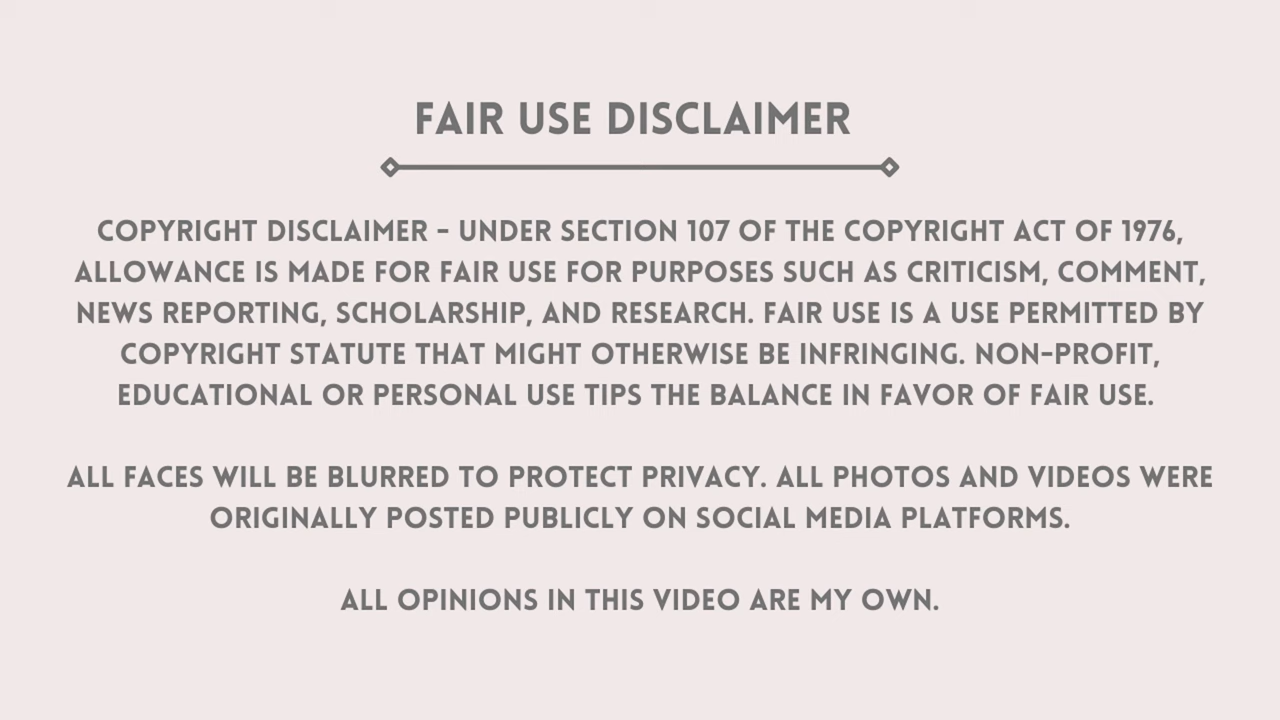 FAIR USE DISCLAIMER
COPYRIGHT DISCLAIMER - UNDER SECTION 107 OF THE COPYRIGHT ACT OF 1976,
ALLOWANCE IS MADE FOR FAIR USE FOR PURPOSES SUCH AS CRITICISM, COMMENT,
NEWS REPORTING, SCHOLARSHIP, AND RESEARCH. FAIR USE IS A USE PERMITTED BY
COPYRIGHT STATUTE THAT MIGHT OTHERWISE BE INFRINGING. NON-PROFIT,
EDUCATIONAL OR PERSONAL USE TIPS THE BALANCE IN FAVOR OF FAIR USE.
ALL FACES WILL BE BLURRED TO PROTECT PRIVACY. ALL PHOTOS AND VIDEOS WERE
ORIGINALLY POSTED PUBLICLY ON SOCIAL MEDIA PLATFORMS.
ALL OPINIONS IN THIS VIDEO ARE MY OWN.